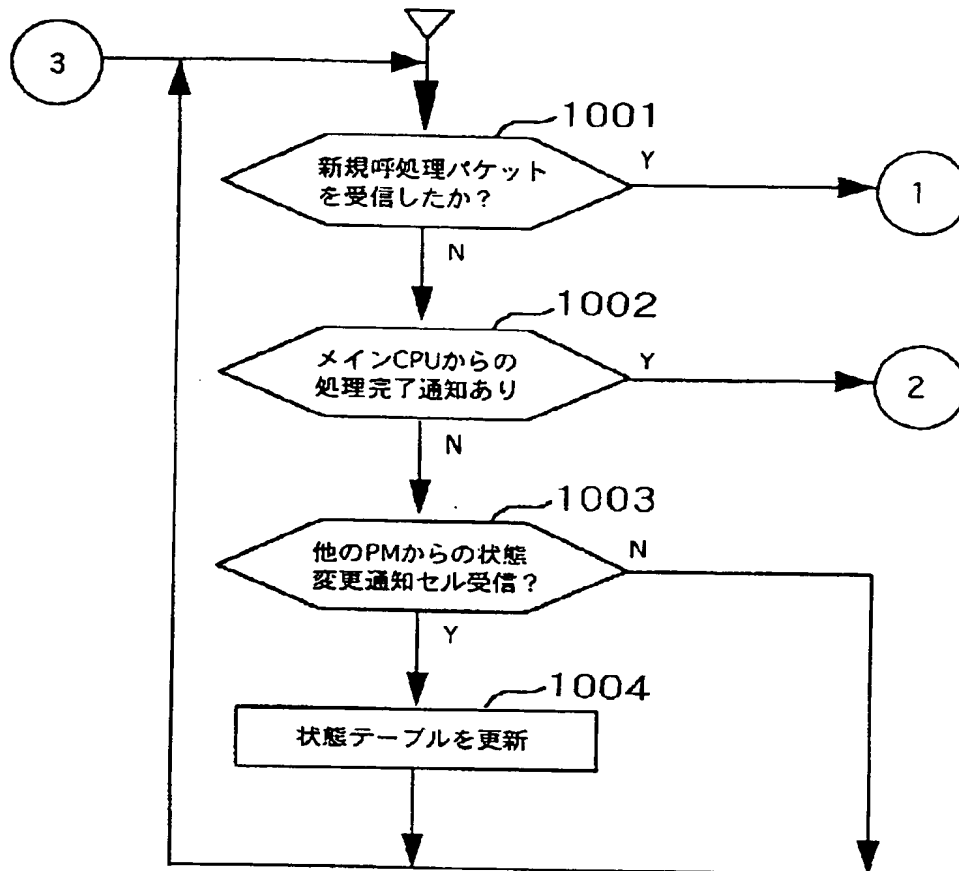 3
1001
新規呼処理パケット
を受信したか?
Y
1
N
1002
メインCPUからの
処理完了通知あり
Y
2
N
1003
他のPMからの状態
変更通知セル受信?
N
Y
1004
状態テーブルを更新